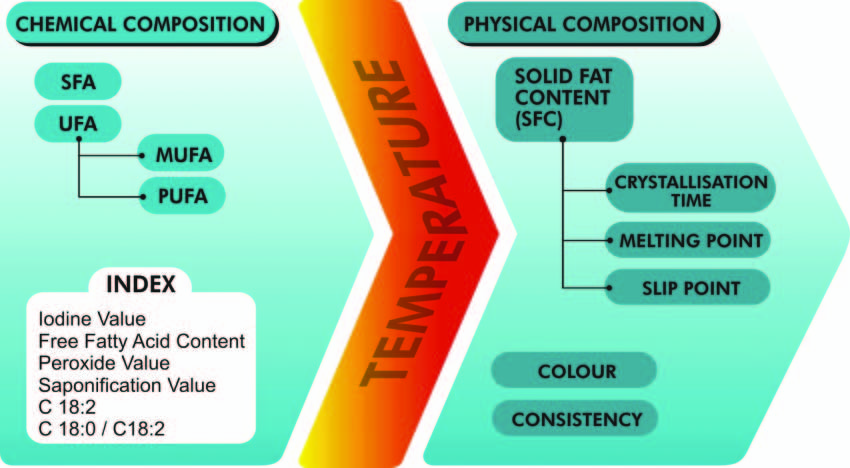 CHEMICAL COMPOSITION
SFA
UFA
MUFA
PUFA
INDEX
Iodine Value
Free Fatty Acid Content
Peroxide Value
Saponification Value
C 18:2
C 18:0 / C18:2
TEMPERATURE
PHYSICAL COMPOSITION
SOLID FAT
CONTENT
(SFC)
CRYSTALLISATION
TIME
MELTING POINT
SLIP POINT
COLOUR
CONSISTENCY